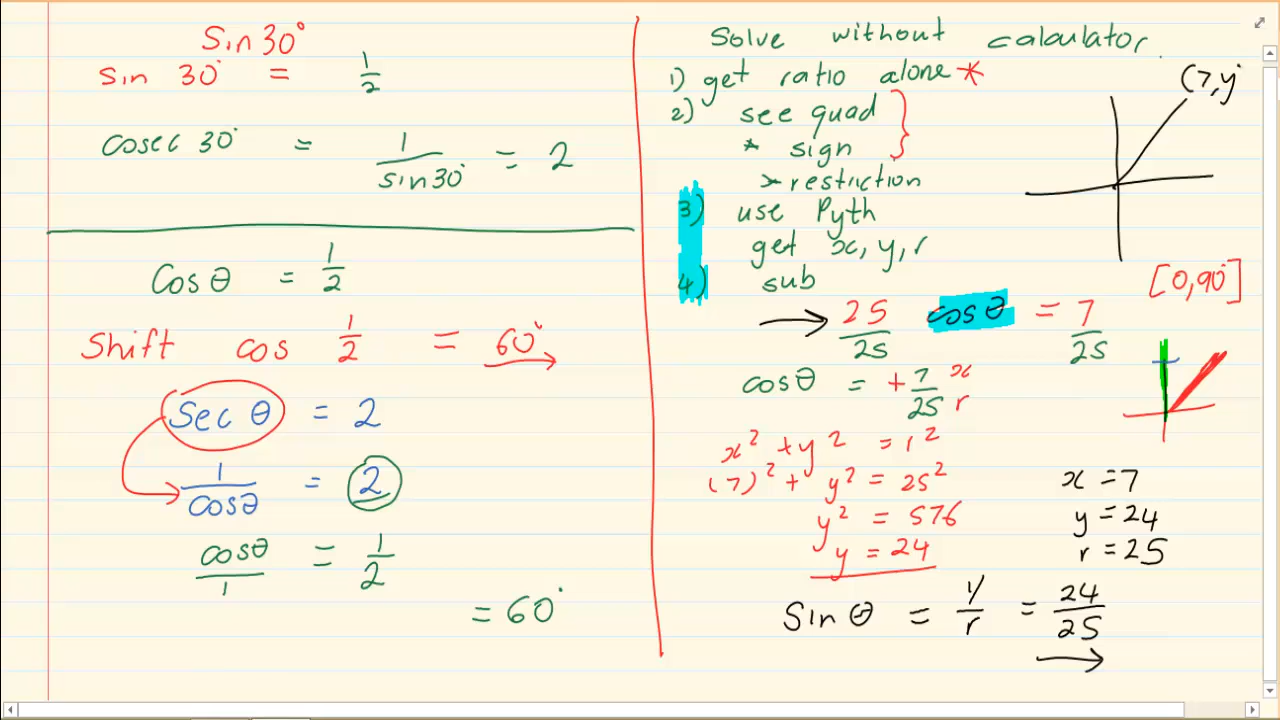 Sin 30°
sin 30° = 1/2
cosec 30° = 1/sin30° = 2
Cosθ = 1/2
Shift cos 1/2 = 60°
Sec θ = 2
1/cosθ = 2
cosθ/1 = 1/2
= 60°
Solve without calculator
1) get ratio alone *
2) see quad
* sign
* restriction
3) use Pyth
get x, y, r
4) sub
(7, y
[0, 90°]
25/25 cosθ = 7/25
cosθ = +7/25 x/r
x² + y² = r²
(7)² + y² = 25²
y² = 576
y = 24
x = 7
y = 24
r = 25
Sin θ = y/r = 24/25